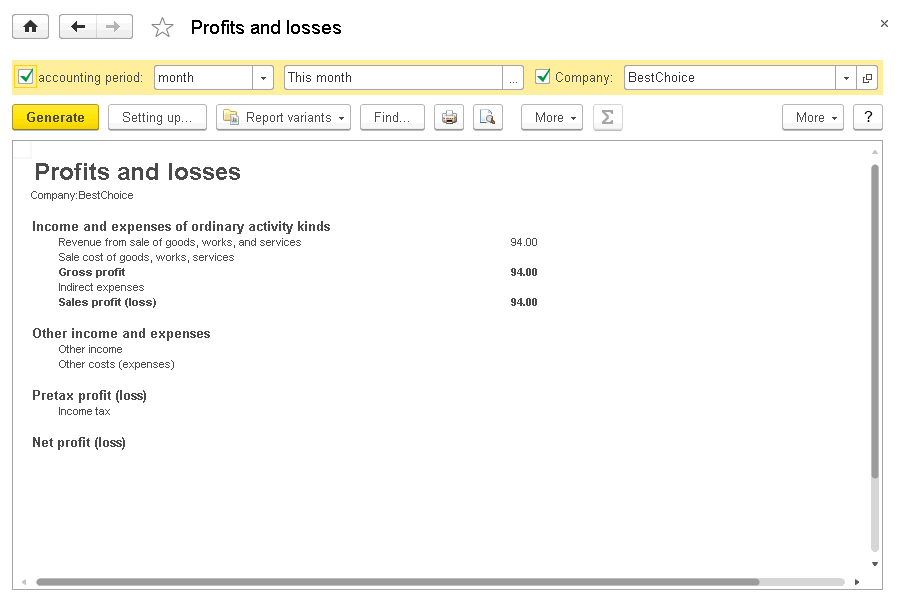 Profits and losses
accounting period: month This month ... Company: BestChoice
Generate Setting up... Report variants Find... More Σ More ?
Profits and losses
Company:BestChoice
Income and expenses of ordinary activity kinds
Revenue from sale of goods, works, and services 94.00
Sale cost of goods, works, services
Gross profit 94.00
Indirect expenses
Sales profit (loss) 94.00
Other income and expenses
Other income
Other costs (expenses)
Pretax profit (loss)
Income tax
Net profit (loss)